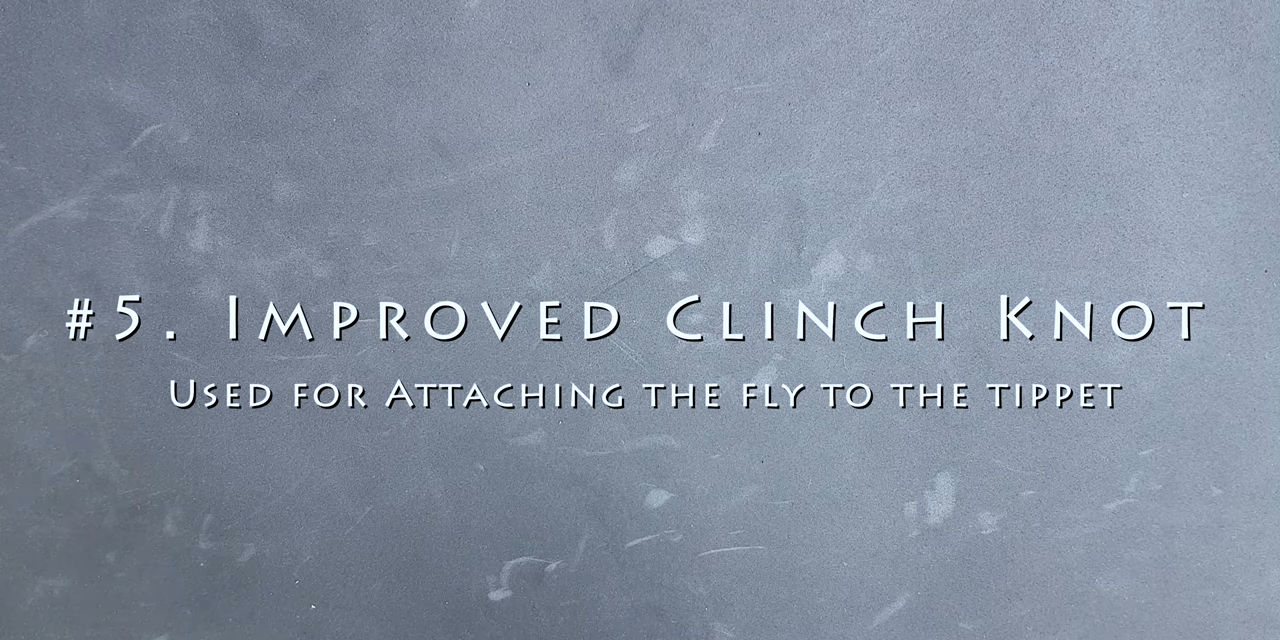 #5. Improved Clinch Knot
Used for Attaching the fly to the tippet